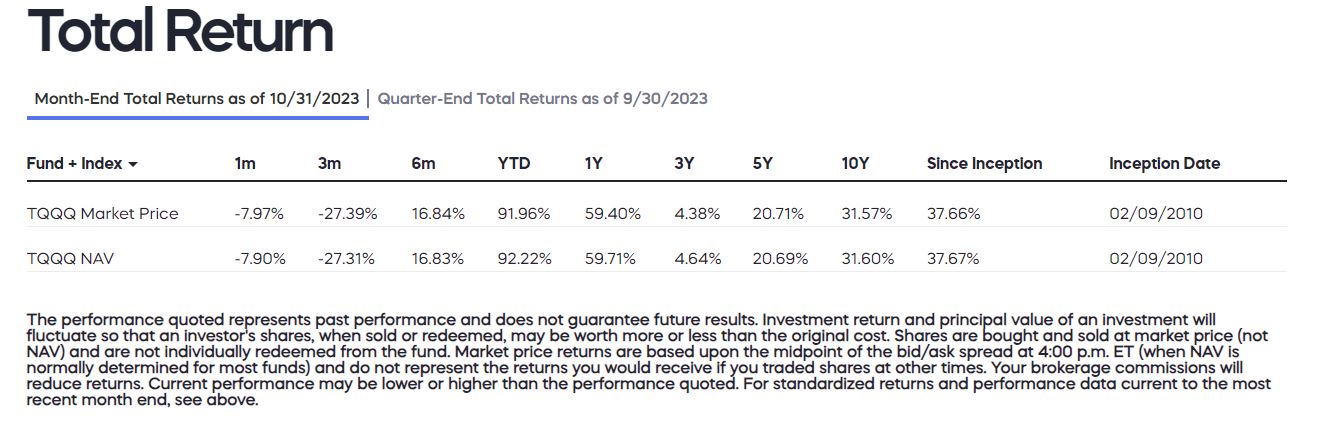 Total Return
Month-End Total Returns as of 10/31/2023 | Quarter-End Total Returns as of 9/30/2023
Fund + Index 1m 3m 6m YTD 1Y 3Y 5Y 10Y Since Inception Inception Date
TQQQ Market Price -7.97% -27.39% 16.84% 91.96% 59.40% 4.38% 20.71% 31.57% 37.66% 02/09/2010
TQQQ NAV -7.90% -27.31% 16.83% 92.22% 59.71% 4.64% 20.69% 31.60% 37.67% 02/09/2010
The performance quoted represents past performance and does not guarantee future results. Investment return and principal value of an investment will
fluctuate so that an investor's shares, when sold or redeemed, may be worth more or less than the original cost. Shares are bought and sold at market price (not
NAV) and are not individually redeemed from the fund. Market price returns are based upon the midpoint of the bid/ask spread at 4:00 p.m. ET (when NAV is
normally determined for most funds) and do not represent the returns you would receive if you traded shares at other times. Your brokerage commissions will
reduce returns. Current performance may be lower or higher than the performance quoted. For standardized returns and performance data current to the most
recent month end, see above.